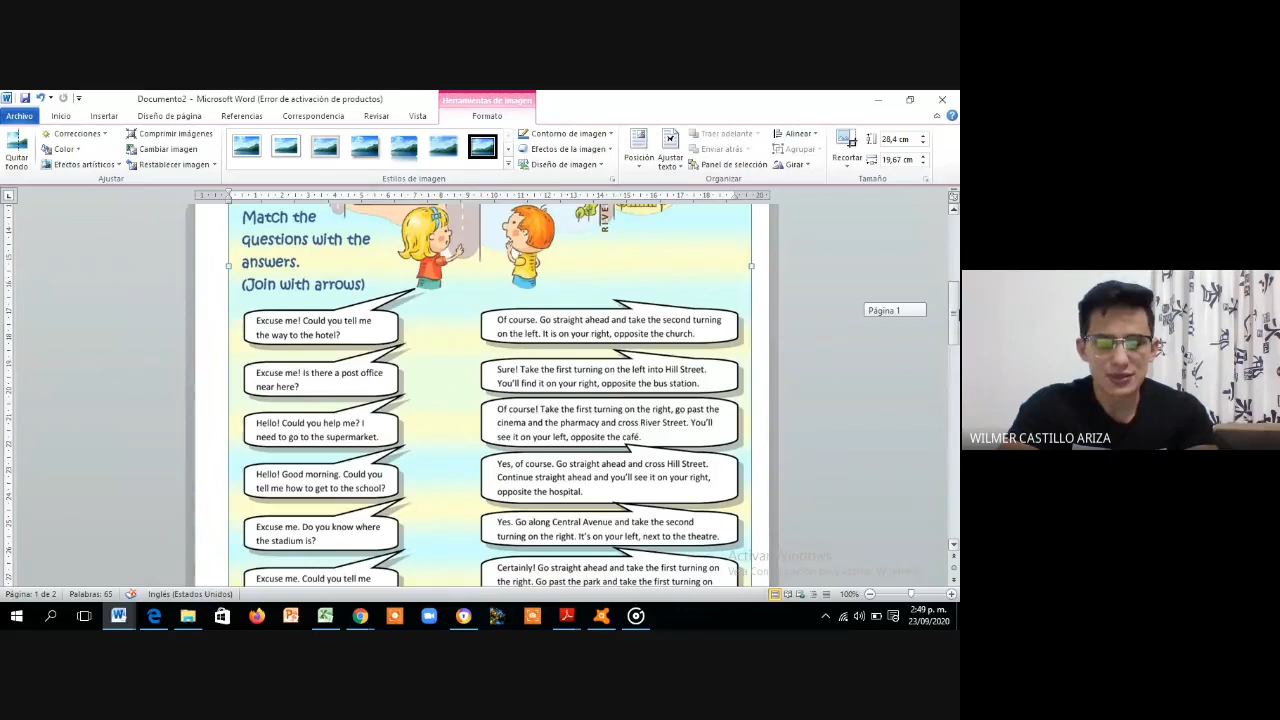 Documento2 - Microsoft Word (Error de activación de productos)
Herramientas de imagen
Archivo Inicio Insertar Diseño de página Referencias Correspondencia Revisar Vista Formato
Quitar fondo
Correcciones
Color
Efectos artísticos
Comprimir imágenes
Cambiar imagen
Restablecer imagen
Contorno de imagen
Efectos de la imagen
Diseño de imagen
Posición
Ajustar texto
Traer adelante
Enviar atrás
Panel de selección
Alinear
Agrupar
Girar
Recortar
28,4 cm
19,67 cm
Ajustar Estilos de imagen Organizar Tamaño
Match the
questions with the
answers.
(Join with arrows)
RIVE
Excuse me! Could you tell me
the way to the hotel?
Of course. Go straight ahead and take the second turning
on the left. It is on your right, opposite the church.
Excuse me! Is there a post office
near here?
Sure! Take the first turning on the left into Hill Street.
You'll find it on your right, opposite the bus station.
Hello! Could you help me? I
need to go to the supermarket.
Of course! Take the first turning on the right, go past the
cinema and the pharmacy and cross River Street. You'll
see it on your left, opposite the café.
Hello! Good morning. Could you
tell me how to get to the school?
Yes, of course. Go straight ahead and cross Hill Street.
Continue straight ahead and you'll see it on your right,
opposite the hospital.
Excuse me. Do you know where
the stadium is?
Yes. Go along Central Avenue and take the second
turning on the right. It's on your left, next to the theatre.
Excuse me. Could you tell me
Certainly! Go straight ahead and take the first turning on
the right. Go past the park and take the first turning on
Página 1
Activar Windows
Página: 1 de 2 Palabras: 65 Inglés (Estados Unidos) 100%
2:49 p. m.
23/09/2020
WILMER CASTILLO ARIZA